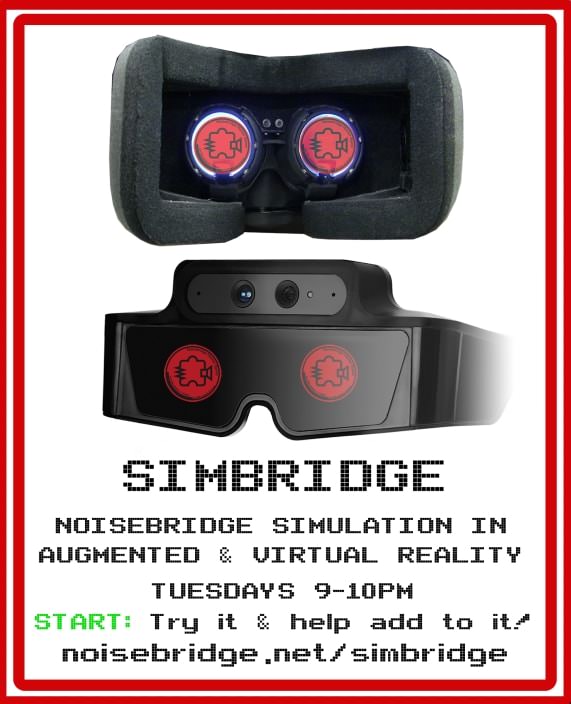 SIMBRIDGE
NOISEBRIDGE SIMULATION IN
AUGMENTED & VIRTUAL REALITY
TUESDAYS 9-10PM
START: Try it & help add to it!
noisebridge.net/simbridge